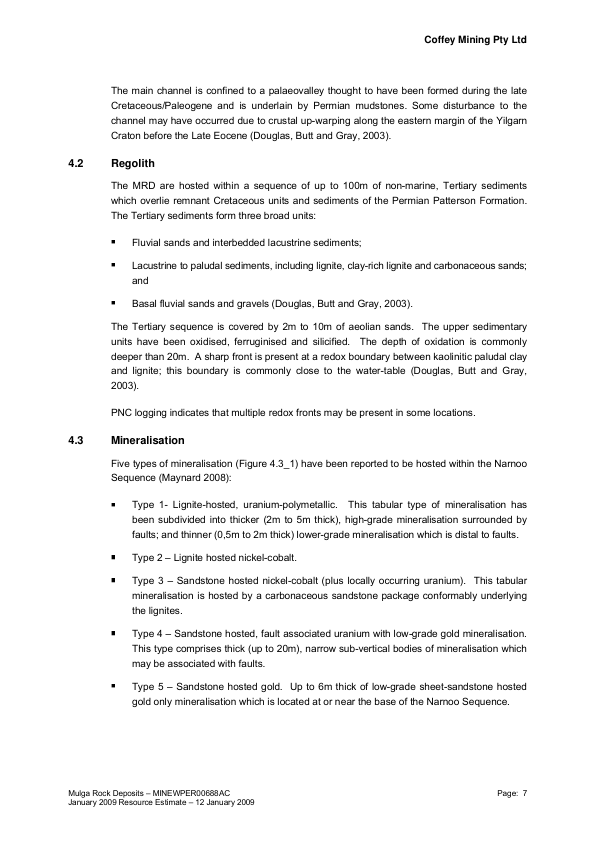 Coffey Mining Pty Ltd
The main channel is confined to a palaeovalley thought to have been formed during the late
Cretaceous/Paleogene and is underlain by Permian mudstones. Some disturbance to the
channel may have occurred due to crustal up-warping along the eastern margin of the Yilgarn
Craton before the Late Eocene (Douglas, Butt and Gray, 2003).
4.2 Regolith
The MRD are hosted within a sequence of up to 100m of non-marine, Tertiary sediments
which overlie remnant Cretaceous units and sediments of the Permian Patterson Formation.
The Tertiary sediments form three broad units:
▪ Fluvial sands and interbedded lacustrine sediments;
▪ Lacustrine to paludal sediments, including lignite, clay-rich lignite and carbonaceous sands;
and
▪ Basal fluvial sands and gravels (Douglas, Butt and Gray, 2003).
The Tertiary sequence is covered by 2m to 10m of aeolian sands. The upper sedimentary
units have been oxidised, ferruginised and silicified. The depth of oxidation is commonly
deeper than 20m. A sharp front is present at a redox boundary between kaolinitic paludal clay
and lignite; this boundary is commonly close to the water-table (Douglas, Butt and Gray,
2003).
PNC logging indicates that multiple redox fronts may be present in some locations.
4.3 Mineralisation
Five types of mineralisation (Figure 4.3_1) have been reported to be hosted within the Narnoo
Sequence (Maynard 2008):
▪ Type 1- Lignite-hosted, uranium-polymetallic. This tabular type of mineralisation has
been subdivided into thicker (2m to 5m thick), high-grade mineralisation surrounded by
faults; and thinner (0,5m to 2m thick) lower-grade mineralisation which is distal to faults.
▪ Type 2 – Lignite hosted nickel-cobalt.
▪ Type 3 – Sandstone hosted nickel-cobalt (plus locally occurring uranium). This tabular
mineralisation is hosted by a carbonaceous sandstone package conformably underlying
the lignites.
▪ Type 4 – Sandstone hosted, fault associated uranium with low-grade gold mineralisation.
This type comprises thick (up to 20m), narrow sub-vertical bodies of mineralisation which
may be associated with faults.
▪ Type 5 – Sandstone hosted gold. Up to 6m thick of low-grade sheet-sandstone hosted
gold only mineralisation which is located at or near the base of the Narnoo Sequence.
Mulga Rock Deposits – MINEWPER00688AC Page: 7
January 2009 Resource Estimate – 12 January 2009